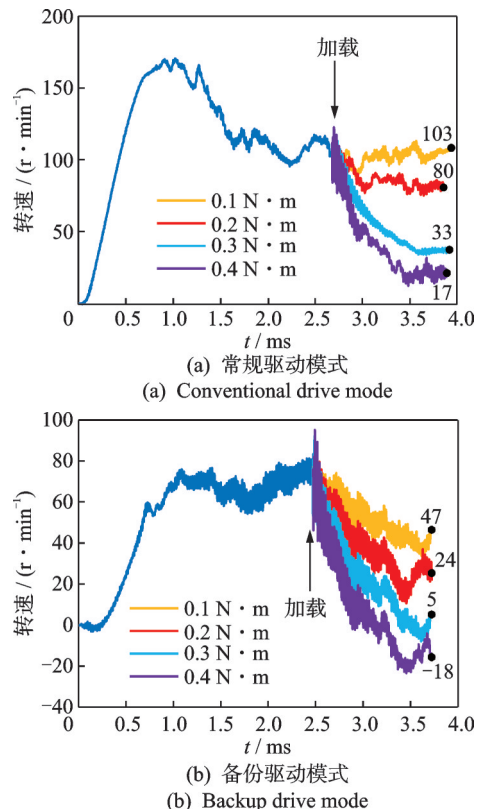 200
150
100
50
0
转速 / (r · min⁻¹)
加载
103
80
33
17
0.1 N · m
0.2 N · m
0.3 N · m
0.4 N · m
0.5 1.0 1.5 2.0 2.5 3.0 3.5 4.0
t / ms
(a) 常规驱动模式
(a) Conventional drive mode
100
80
60
40
20
0
−20
−40
转速 / (r · min⁻¹)
加载
47
24
5
−18
0.1 N · m
0.2 N · m
0.3 N · m
0.4 N · m
0 0.5 1.0 1.5 2.0 2.5 3.0 3.5 4.0
t / ms
(b) 备份驱动模式
(b) Backup drive mode